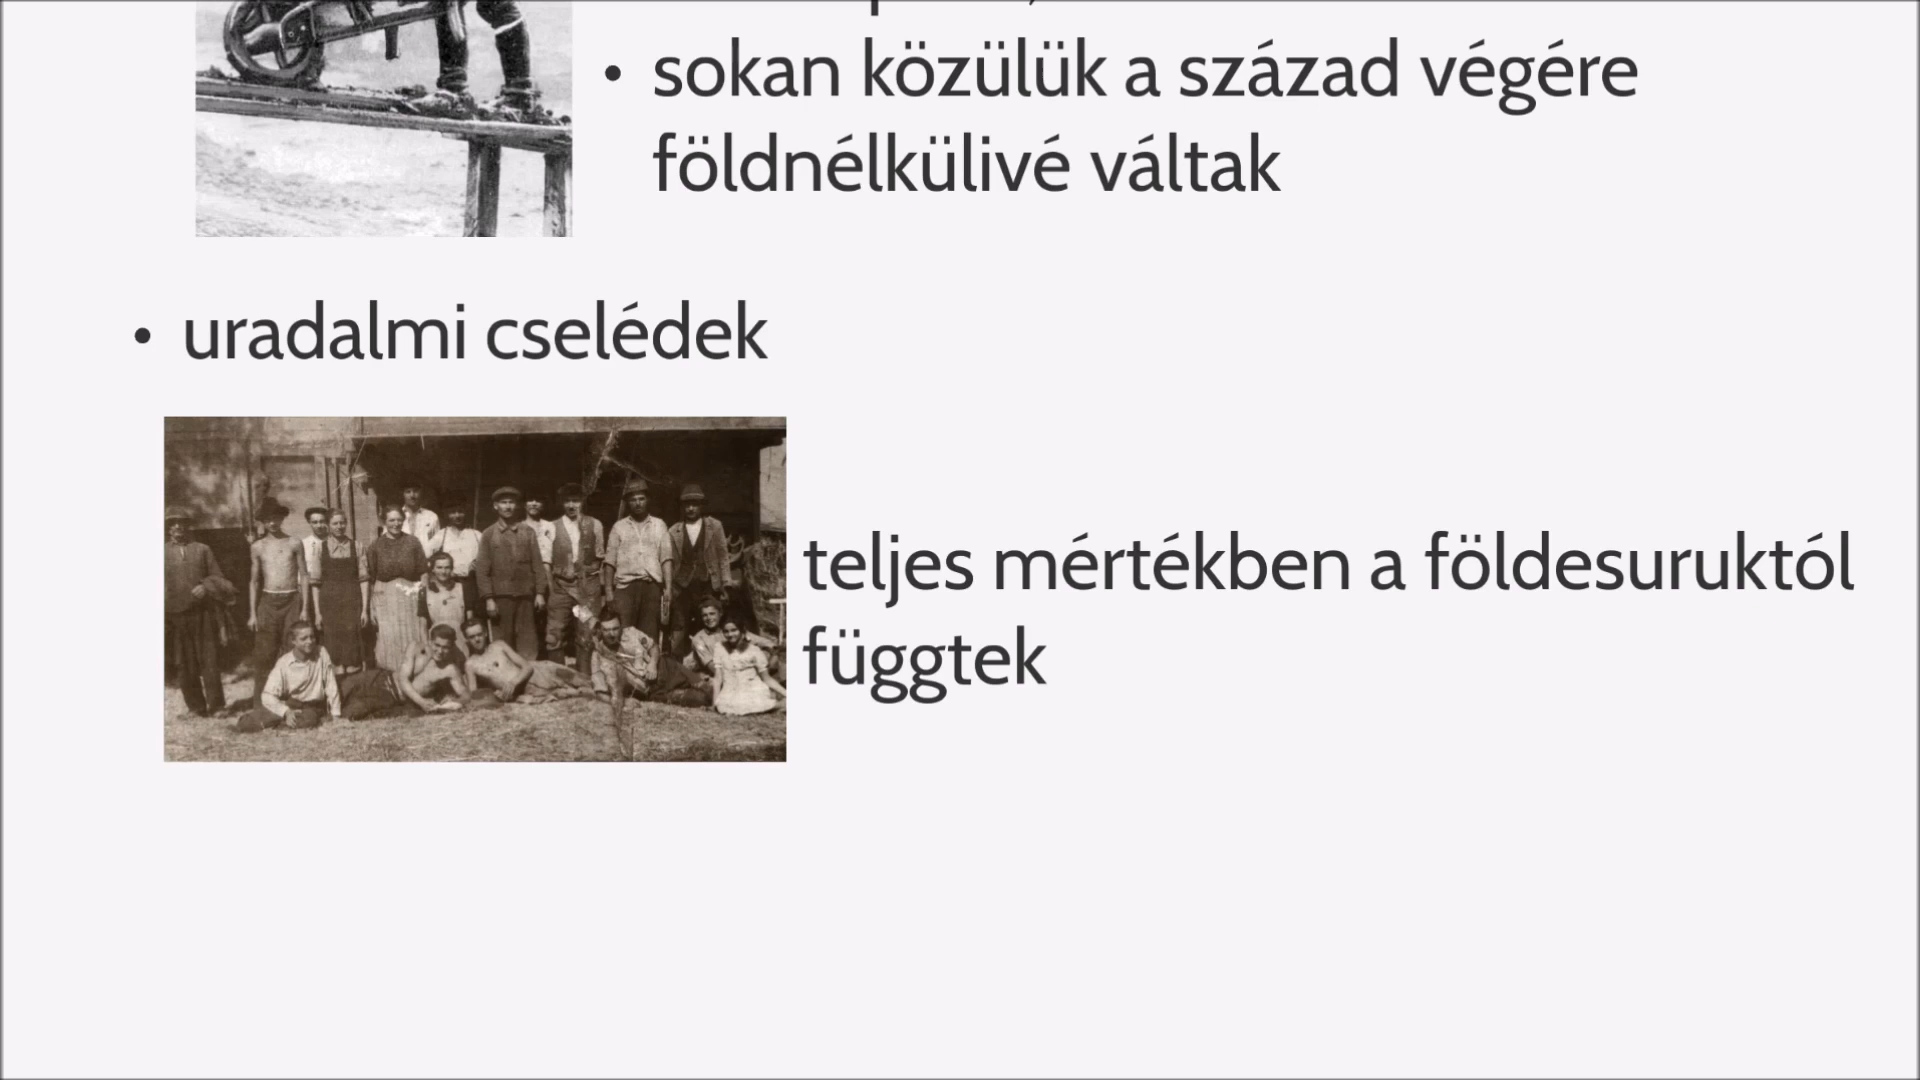 • sokan közülük a század végére
földnélkülivé váltak
• uradalmi cselédek
teljes mértékben a földesuruktól
függtek